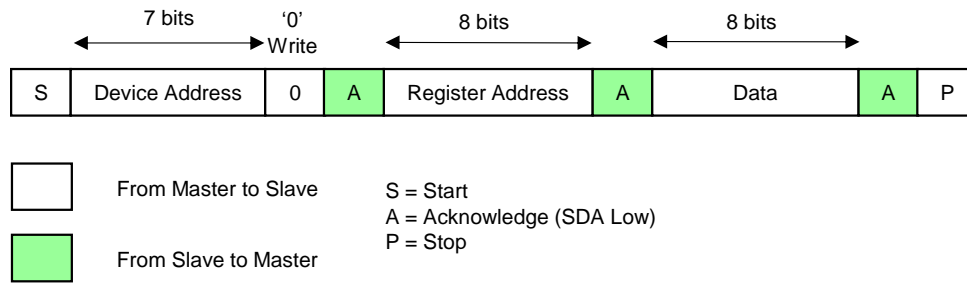 7 bits
‘0’
Write
8 bits
8 bits
S Device Address 0 A Register Address A Data A P
From Master to Slave
S = Start
A = Acknowledge (SDA Low)
P = Stop
From Slave to Master